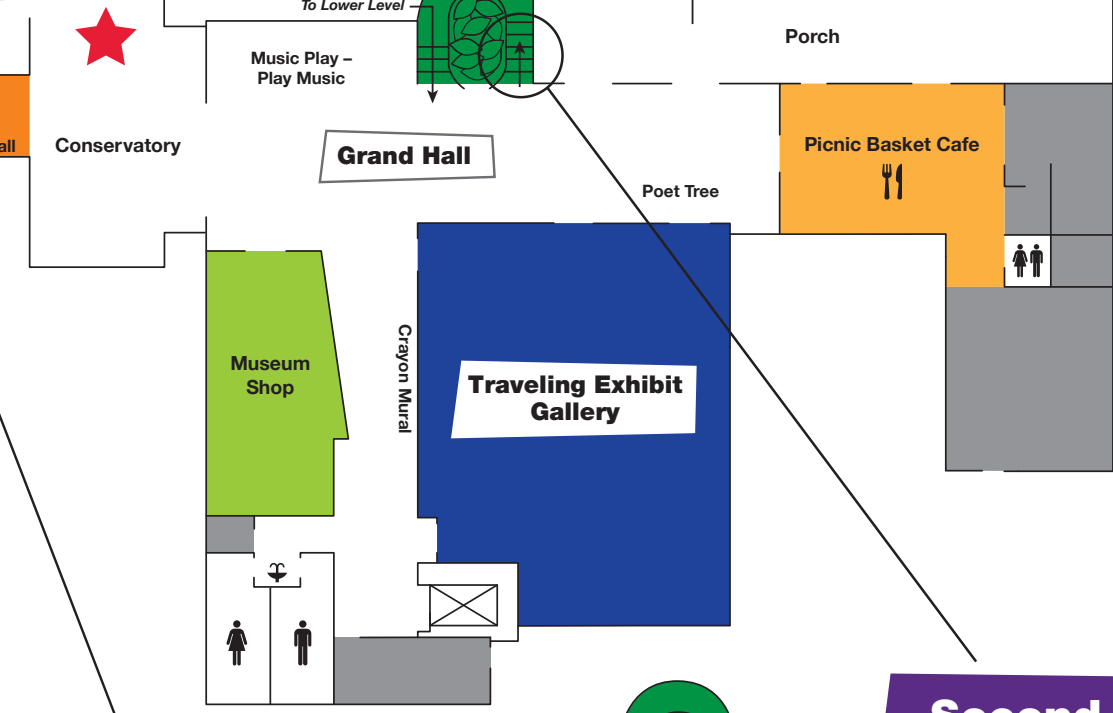 To Lower Level
Music Play –
Play Music
Porch
all
Conservatory
Grand Hall
Picnic Basket Cafe
Poet Tree
Museum
Shop
Crayon Mural
Traveling Exhibit
Gallery
Second